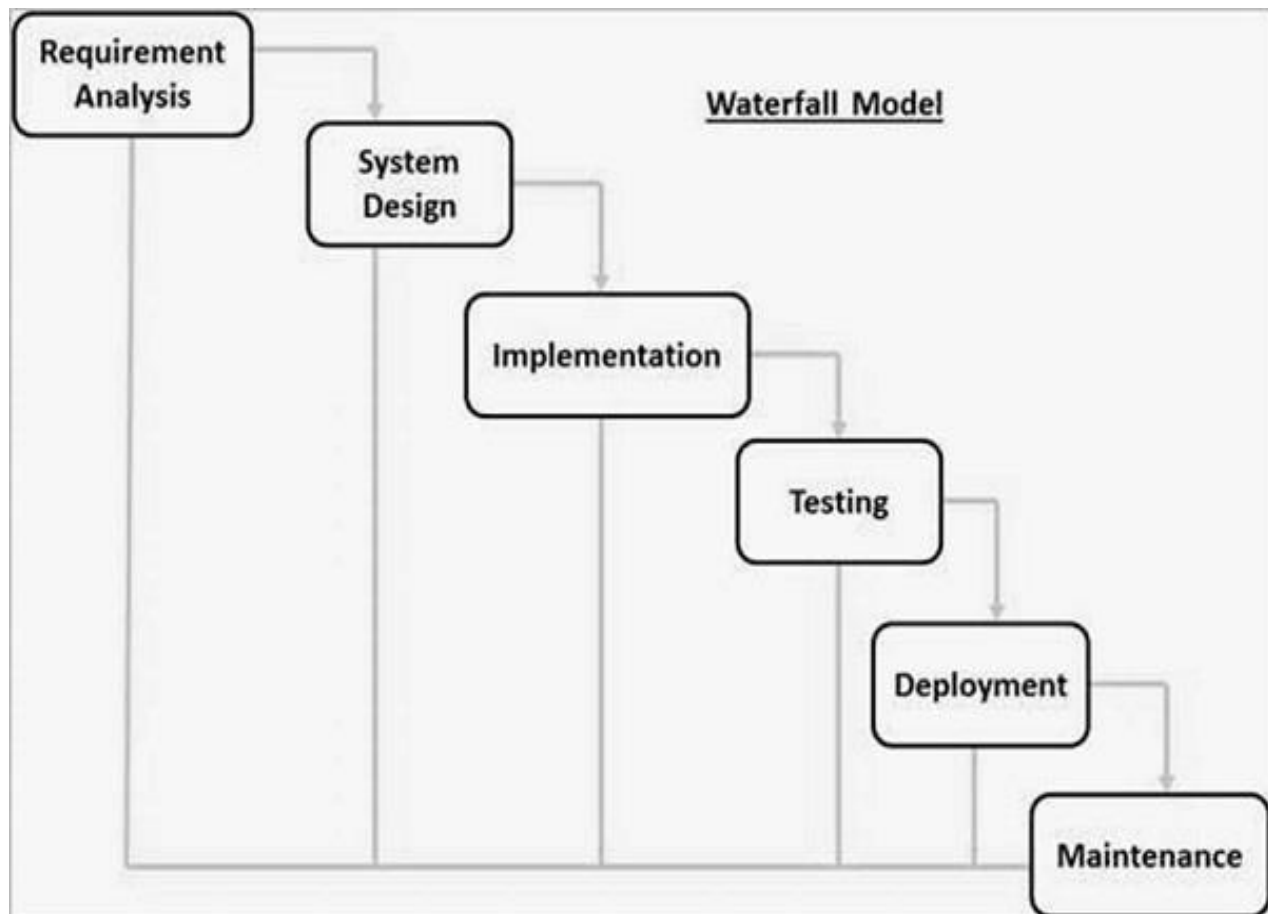 Requirement
Analysis
Waterfall Model
System
Design
Implementation
Testing
Deployment
Maintenance